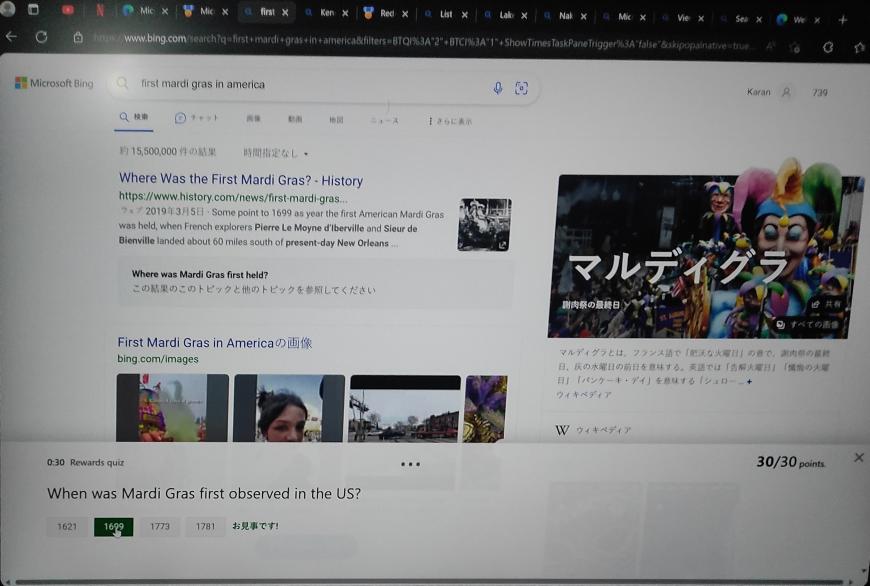 Mic
Mic
first
Ken
Red
List
Lak
Nal
Mic
Vie
Sea
We
https://www.bing.com/search?q=first+mardi+gras+in+america&filters=BTQI%3A"2"+BTCI%3A"1"+ShowTimesTaskPaneTrigger%3A"false"&skipopalnative=true...
Microsoft Bing
first mardi gras in america
Karan
739
検索
チャット
画像
動画
地図
ニュース
さらに表示
約 15,500,000 件の結果
時間指定なし
Where Was the First Mardi Gras? - History
https://www.history.com/news/first-mardi-gras...
ウェブ 2019年3月5日 · Some point to 1699 as year the first American Mardi Gras
was held, when French explorers Pierre Le Moyne d'Iberville and Sieur de
Bienville landed about 60 miles south of present-day New Orleans ...
Where was Mardi Gras first held?
この結果のこのトピックと他のトピックを参照してください
First Mardi Gras in Americaの画像
bing.com/images
マルディグラ
謝肉祭の最終日
共有
すべての画像
マルディグラとは、フランス語で「肥沃な火曜日」の意で、謝肉祭の最終
日、灰の水曜日の前日を意味する。英語では「告解火曜日」「懺悔の火曜
日」「パンケーキ・デイ」を意味する「シュロー... +
ウィキペディア
W ウィキペディア
0:30 Rewards quiz
30/30 points.
When was Mardi Gras first observed in the US?
1621
1699
1773
1781
お見事です!